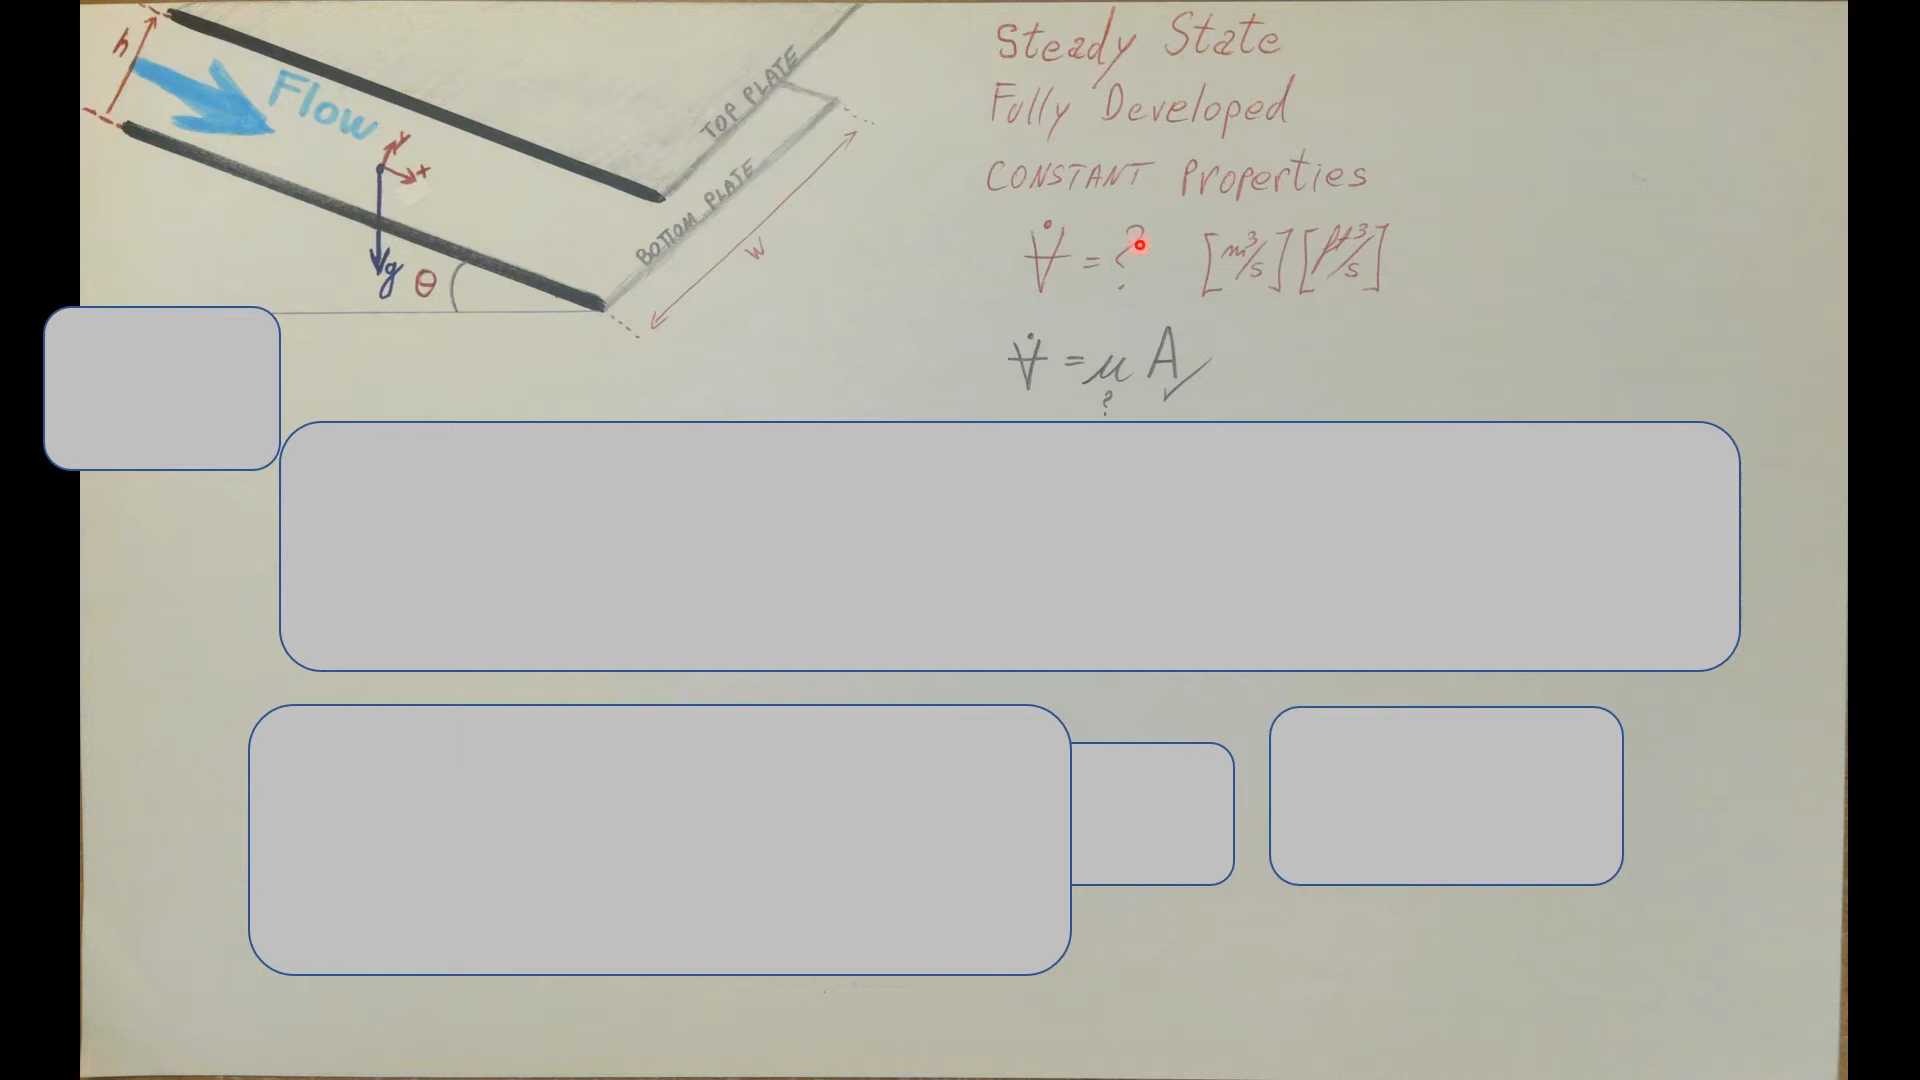 h
Flow
y
x
g
θ
TOP PLATE
BOTTOM PLATE
w
Steady State
Fully Developed
CONSTANT Properties
V̇ = ? [m³/s] [ft³/s]
V̇ = u A ✓
?